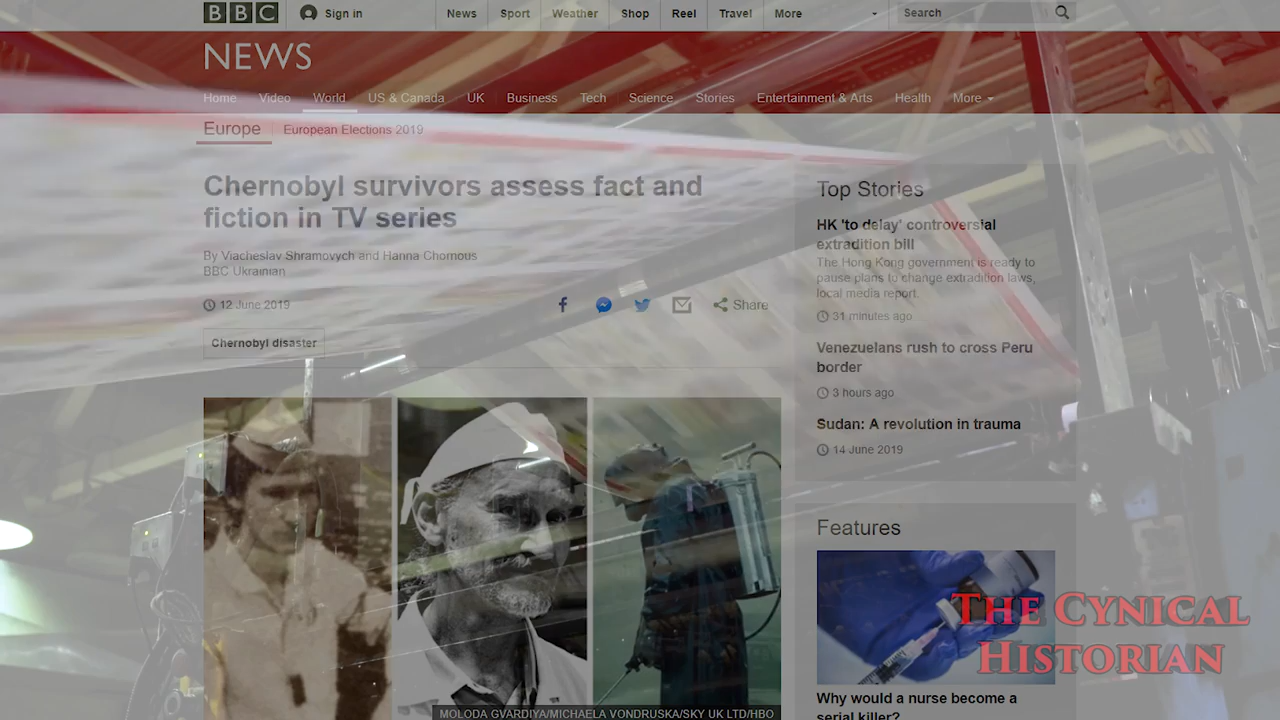 BBC
Sign in
News
Sport
Weather
Shop
Reel
Travel
More
Search
NEWS
Home
Video
World
US & Canada
UK
Business
Tech
Science
Stories
Entertainment & Arts
Health
More
Europe
European Elections 2019
Chernobyl survivors assess fact and
fiction in TV series
By Viacheslav Shramovych and Hanna Chornous
BBC Ukrainian
12 June 2019
Share
Chernobyl disaster
MOLODA GVARDIYA/MICHAELA VONDRUSKA/SKY UK LTD/HBO
Top Stories
HK 'to delay' controversial
extradition bill
The Hong Kong government is ready to
pause plans to change extradition laws,
local media report.
31 minutes ago
Venezuelans rush to cross Peru
border
3 hours ago
Sudan: A revolution in trauma
14 June 2019
Features
Why would a nurse become a
serial killer?
THE CYNICAL
HISTORIAN